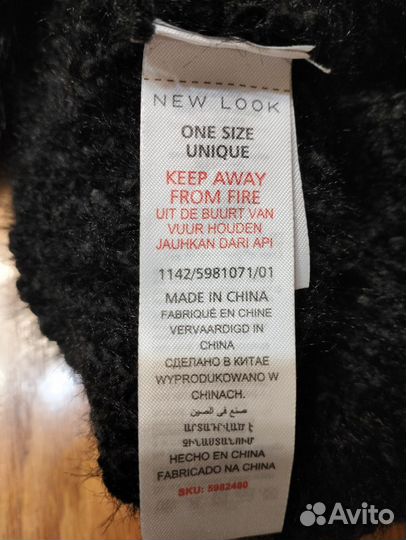 NEW LOOK
ONE SIZE
UNIQUE
KEEP AWAY
FROM FIRE
UIT DE BUURT VAN
VUUR HOUDEN
JAUHKAN DARI API
1142/5981071/01
MADE IN CHINA
FABRIQUÉ EN CHINE
VERVAARDIGD IN
CHINA
СДЕЛАНО В КИТАЕ
WYPRODUKOWANO W
CHINACH.
صنع في الصين
ԱՐՏԱԴՐՎԱԾ Է
ՉԻՆԱՍՏԱՆՈՒՄ
HECHO EN CHINA
FABRICADO NA CHINA
SKU: 5982480
Avito